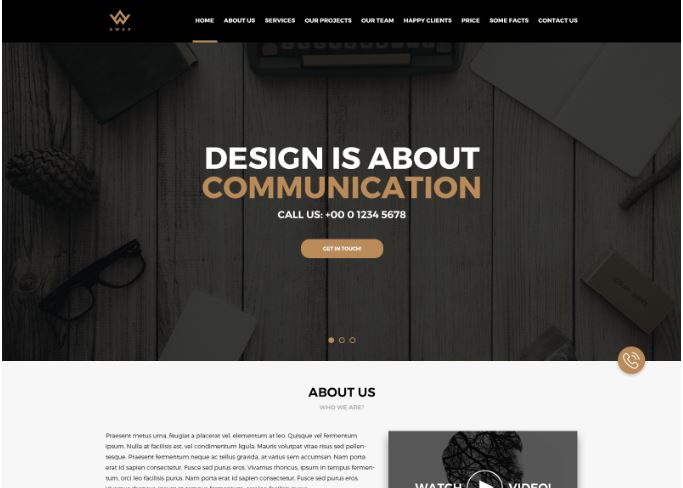 AWAX
HOME ABOUT US SERVICES OUR PROJECTS OUR TEAM HAPPY CLIENTS PRICE SOME FACTS CONTACT US
DESIGN IS ABOUT
COMMUNICATION
CALL US: +00 0 1234 5678
GET IN TOUCH!
ABOUT US
WHO WE ARE?
Praesent metus urna, feugiat a placerat vel, elementum at leo. Quisque vel fermentum
ipsum. Nulla at facilisis est, vel condimentum ligula. Mauris volutpat vitae risus sed pellen-
tesque. Praesent fermentum neque ac tellus gravida, at varius sem accumsan. Nam porta
erat id sapien consectetur. Fusce sed purus eros. Vivamus rhoncus, ipsum in tempus fermen-
tum, orci leo facilisis purus. Nam porta erat id sapien consectetur. Fusce sed purus eros.
WATCH VIDEO!